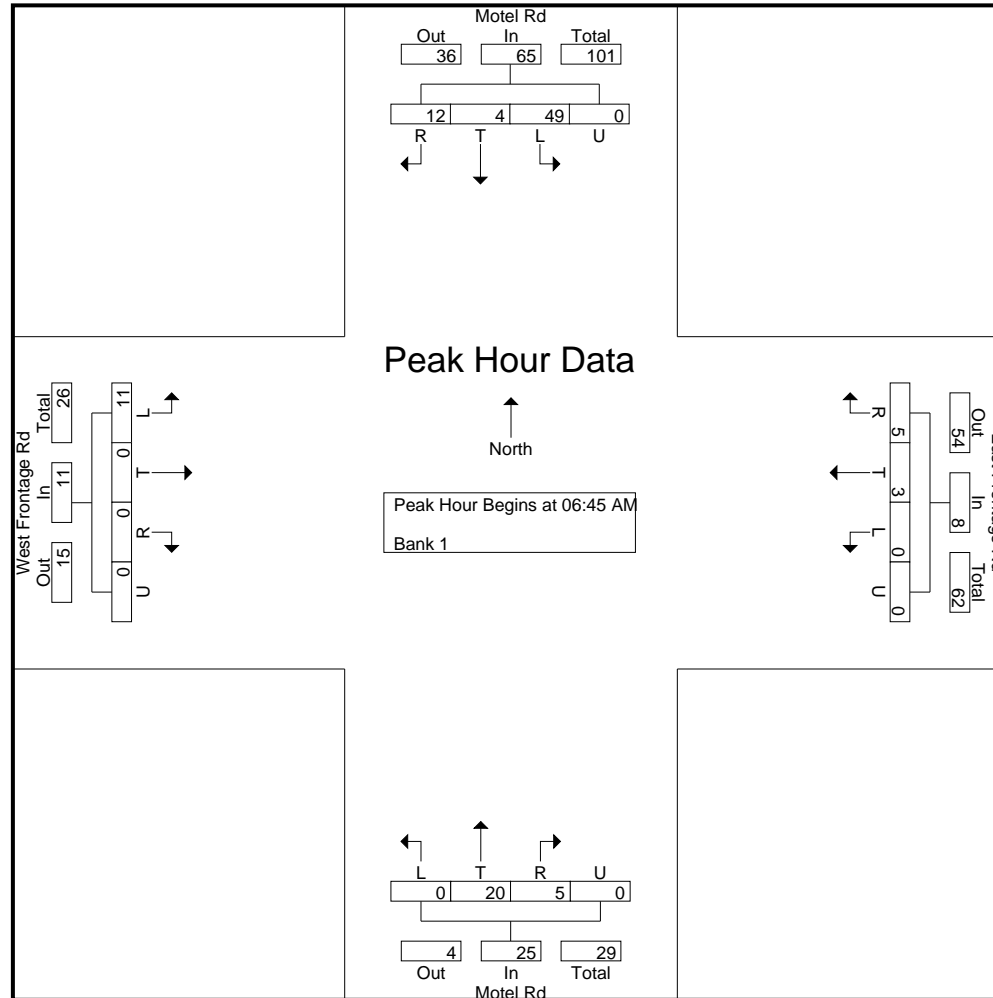 Motel Rd
Out In Total
36 65 101
12 4 49 0
R T L U
Peak Hour Data
North
Peak Hour Begins at 06:45 AM
Bank 1
West Frontage Rd
Out In Total
15 11 26
11 0 0 0
L T R U
R T L U
5 3 0 0
Out In Total
54 8 62
L T R U
0 20 5 0
4 25 29
Out In Total
Motel Rd